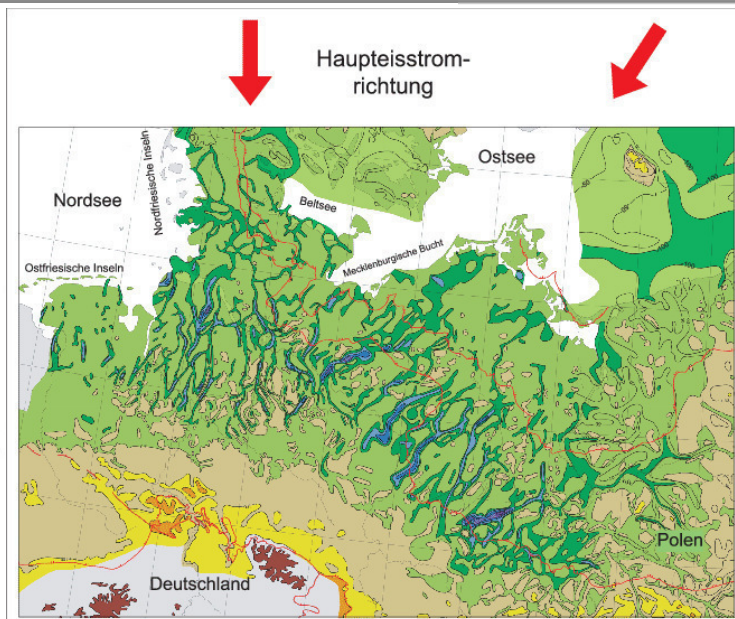 Haupteisstrom-
richtung
Nordsee
Nordfriesische Inseln
Ostsee
Beltsee
Mecklenburgische Bucht
Ostfriesische Inseln
Polen
Deutschland